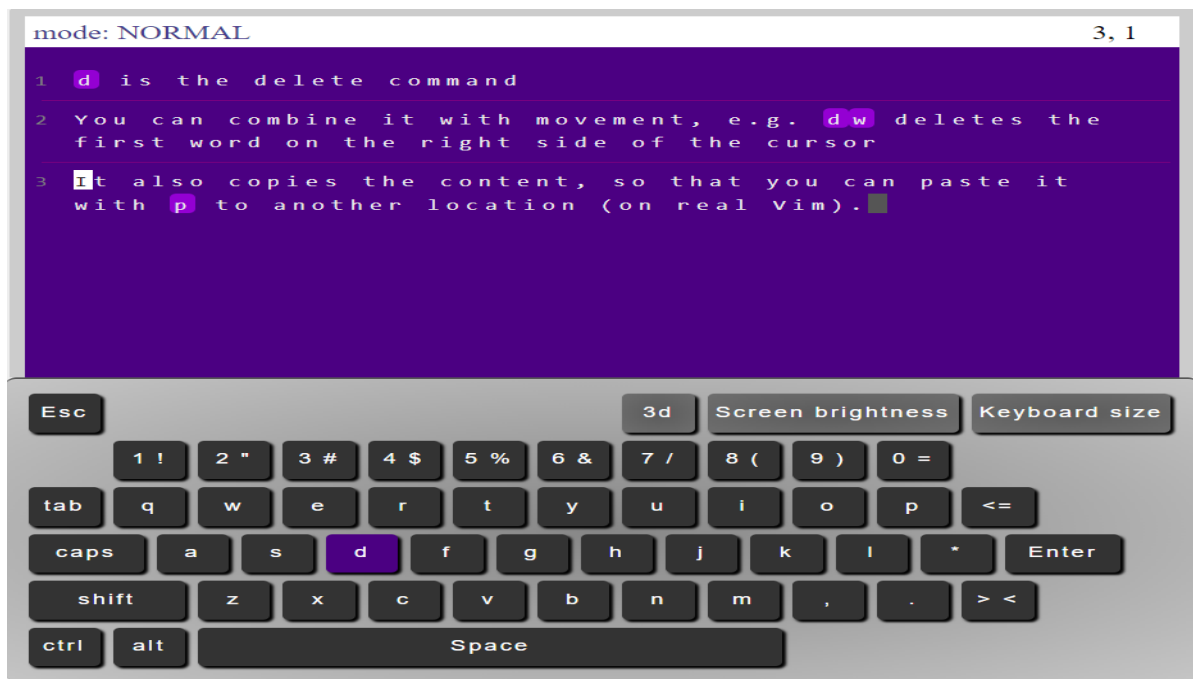 mode: NORMAL 3, 1
1 d is the delete command
2 You can combine it with movement, e.g. dw deletes the
first word on the right side of the cursor
3 It also copies the content, so that you can paste it
with p to another location (on real Vim).
Esc 3d Screen brightness Keyboard size
1 ! 2 " 3 # 4 $ 5 % 6 & 7 / 8 ( 9 ) 0 =
tab q w e r t y u i o p <=
caps a s d f g h j k l * Enter
shift z x c v b n m , . > <
ctrl alt Space